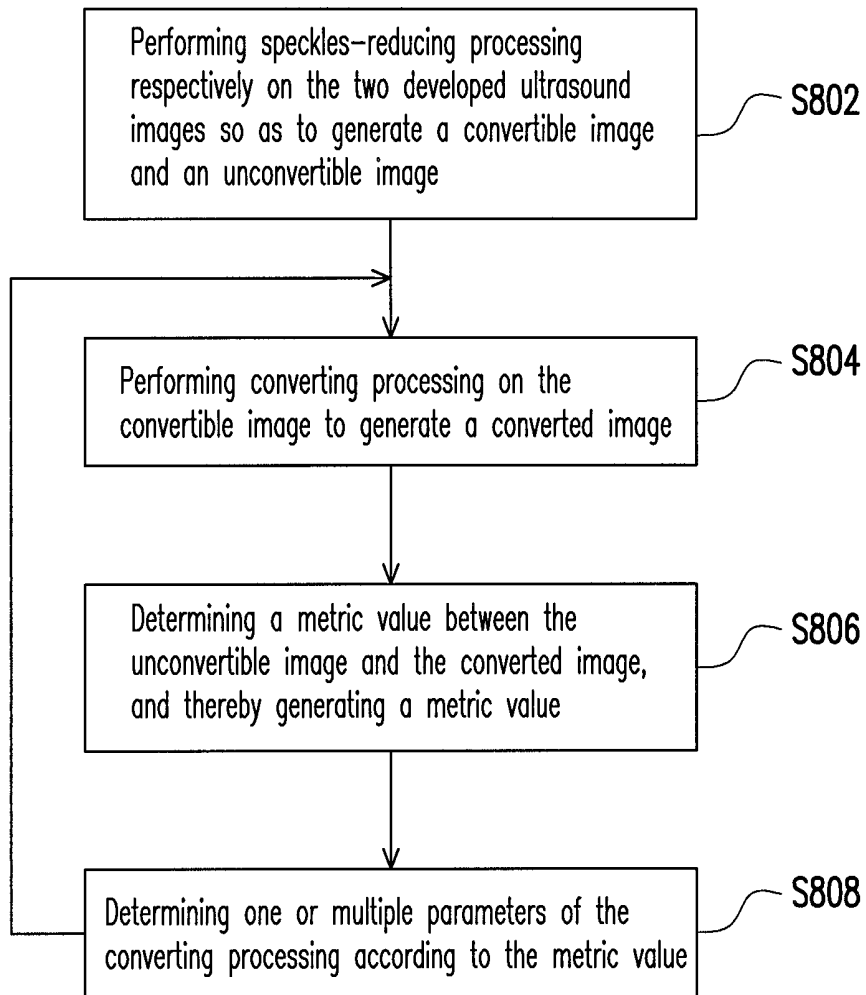 Performing speckles-reducing processing
respectively on the two developed ultrasound
images so as to generate a convertible image
and an unconvertible image
S802
Performing converting processing on the
convertible image to generate a converted image
S804
Determining a metric value between the
unconvertible image and the converted image,
and thereby generating a metric value
S806
Determining one or multiple parameters of the
converting processing according to the metric value
S808